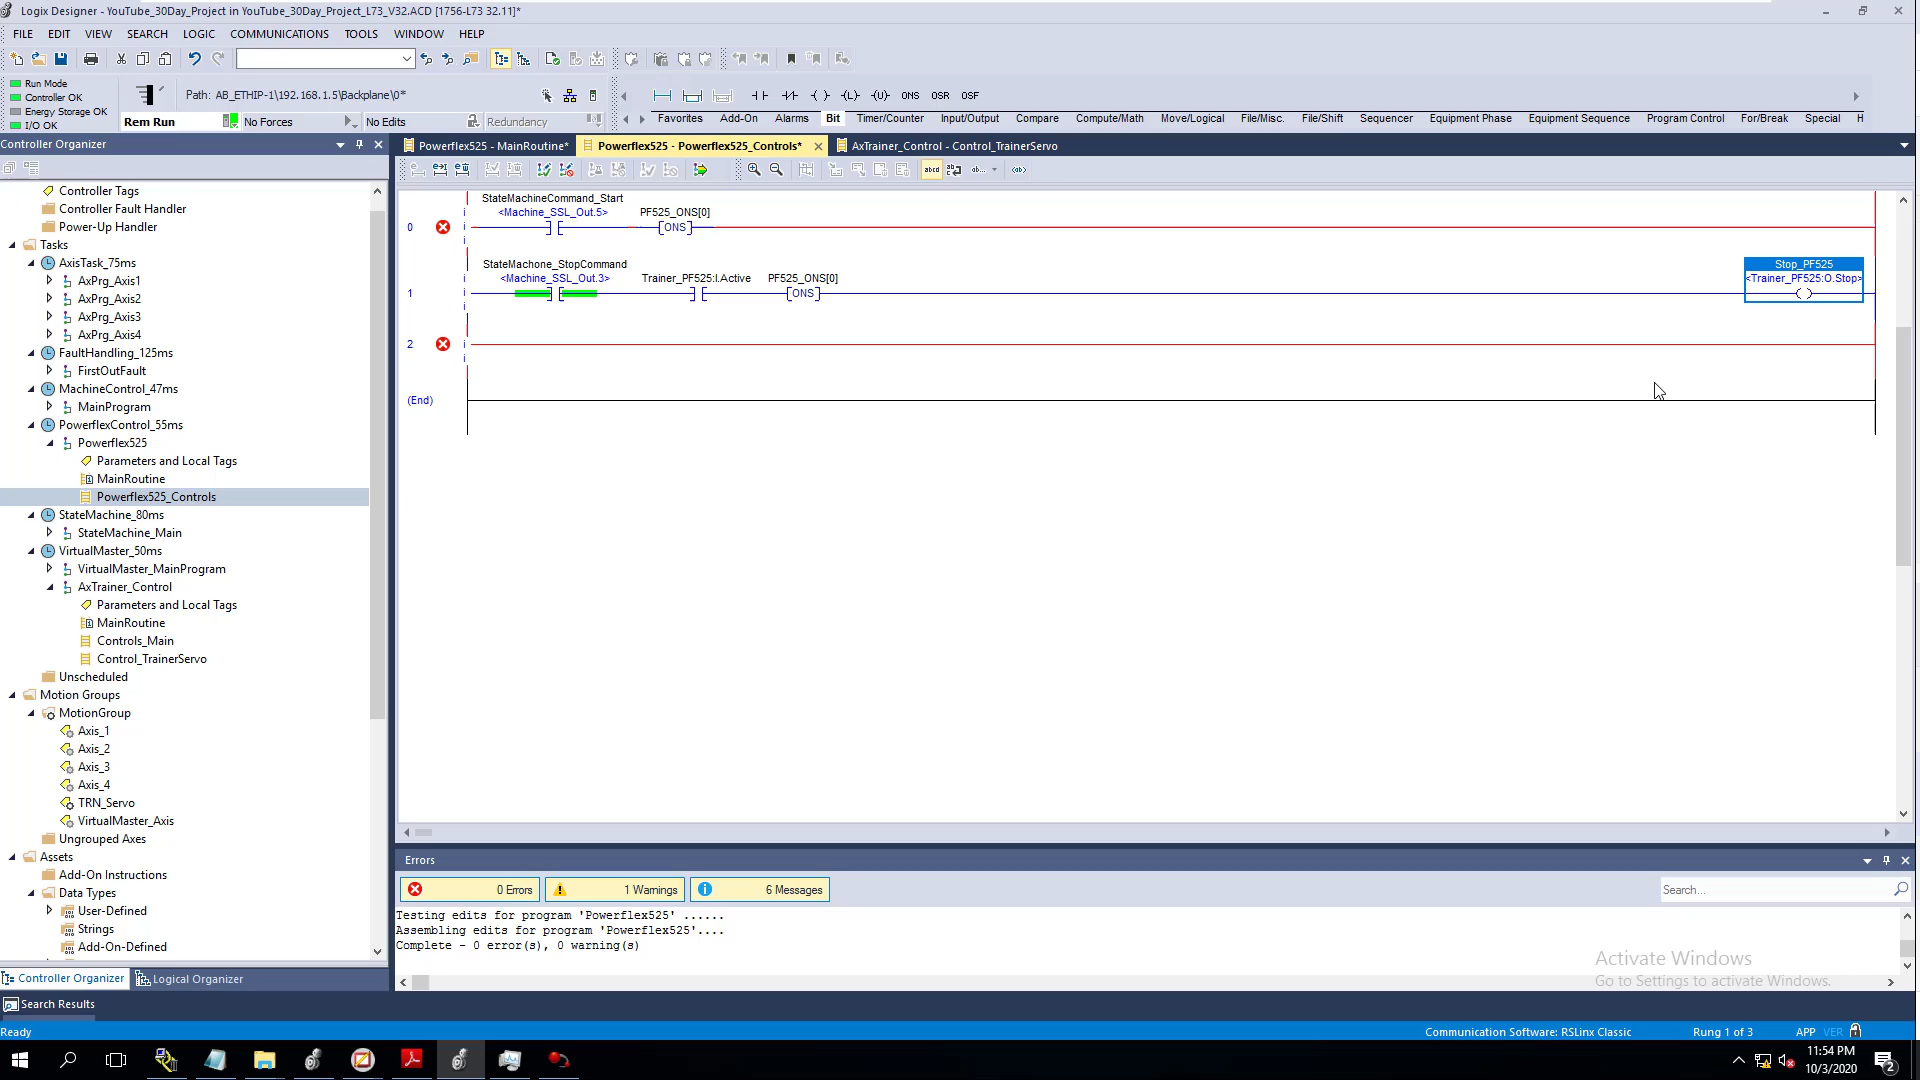 Logix Designer - YouTube_30Day_Project in YouTube_30Day_Project_L73_V32.ACD [1756-L73 32.11]*
FILE EDIT VIEW SEARCH LOGIC COMMUNICATIONS TOOLS WINDOW HELP
Run Mode
Controller OK
Energy Storage OK
I/O OK
Path: AB_ETHIP-1\192.168.1.5\Backplane\0*
Rem Run No Forces No Edits Redundancy
ONS OSR OSF
Favorites Add-On Alarms Bit Timer/Counter Input/Output Compare Compute/Math Move/Logical File/Misc. File/Shift Sequencer Equipment Phase Equipment Sequence Program Control For/Break Special H
Controller Organizer
Controller Tags
Controller Fault Handler
Power-Up Handler
Tasks
AxisTask_75ms
AxPrg_Axis1
AxPrg_Axis2
AxPrg_Axis3
AxPrg_Axis4
FaultHandling_125ms
FirstOutFault
MachineControl_47ms
MainProgram
PowerflexControl_55ms
Powerflex525
Parameters and Local Tags
MainRoutine
Powerflex525_Controls
StateMachine_80ms
StateMachine_Main
VirtualMaster_50ms
VirtualMaster_MainProgram
AxTrainer_Control
Parameters and Local Tags
MainRoutine
Controls_Main
Control_TrainerServo
Unscheduled
Motion Groups
MotionGroup
Axis_1
Axis_2
Axis_3
Axis_4
TRN_Servo
VirtualMaster_Axis
Ungrouped Axes
Assets
Add-On Instructions
Data Types
User-Defined
Strings
Add-On-Defined
Controller Organizer Logical Organizer
Powerflex525 - MainRoutine* Powerflex525 - Powerflex525_Controls* AxTrainer_Control - Control_TrainerServo
StateMachineCommand_Start
<Machine_SSL_Out.5> PF525_ONS[0]
0 ONS
StateMachone_StopCommand Stop_PF525
<Machine_SSL_Out.3> Trainer_PF525:I.Active PF525_ONS[0] <Trainer_PF525:O.Stop>
1 ONS
2
(End)
Errors
0 Errors 1 Warnings 6 Messages Search...
Testing edits for program 'Powerflex525' ......
Assembling edits for program 'Powerflex525'....
Complete - 0 error(s), 0 warning(s)
Activate Windows
Go to Settings to activate Windows.
Search Results
Ready Communication Software: RSLinx Classic Rung 1 of 3 APP VER
11:54 PM
10/3/2020
2